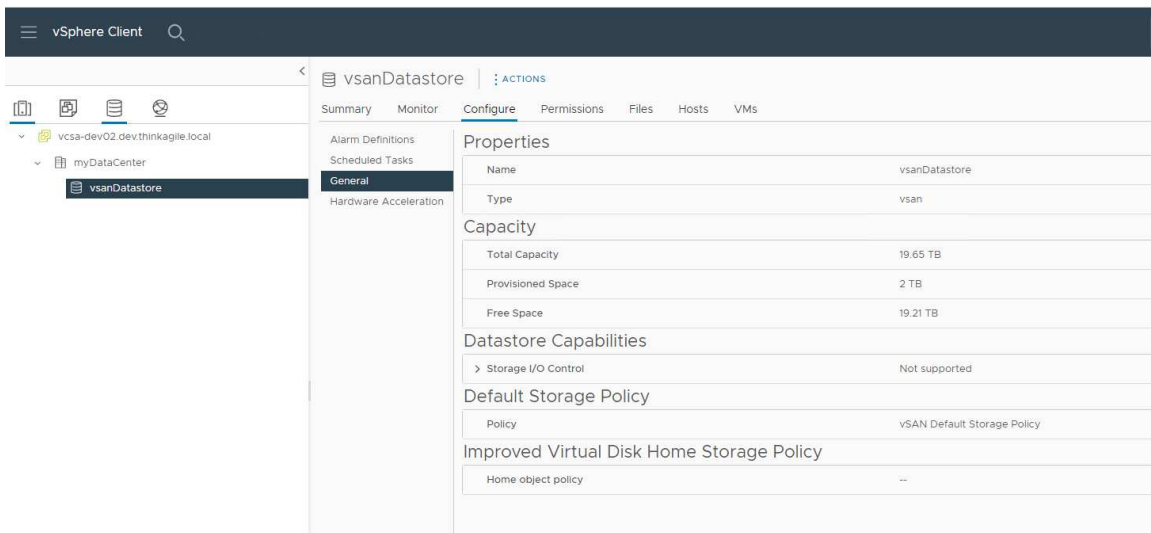 vSphere Client
vsanDatastore
ACTIONS
Summary Monitor Configure Permissions Files Hosts VMs
vcsa-dev02.dev.thinkagile.local
myDataCenter
vsanDatastore
Alarm Definitions
Scheduled Tasks
General
Hardware Acceleration
Properties
Name vsanDatastore
Type vsan
Capacity
Total Capacity 19.65 TB
Provisioned Space 2 TB
Free Space 19.21 TB
Datastore Capabilities
Storage I/O Control Not supported
Default Storage Policy
Policy vSAN Default Storage Policy
Improved Virtual Disk Home Storage Policy
Home object policy --